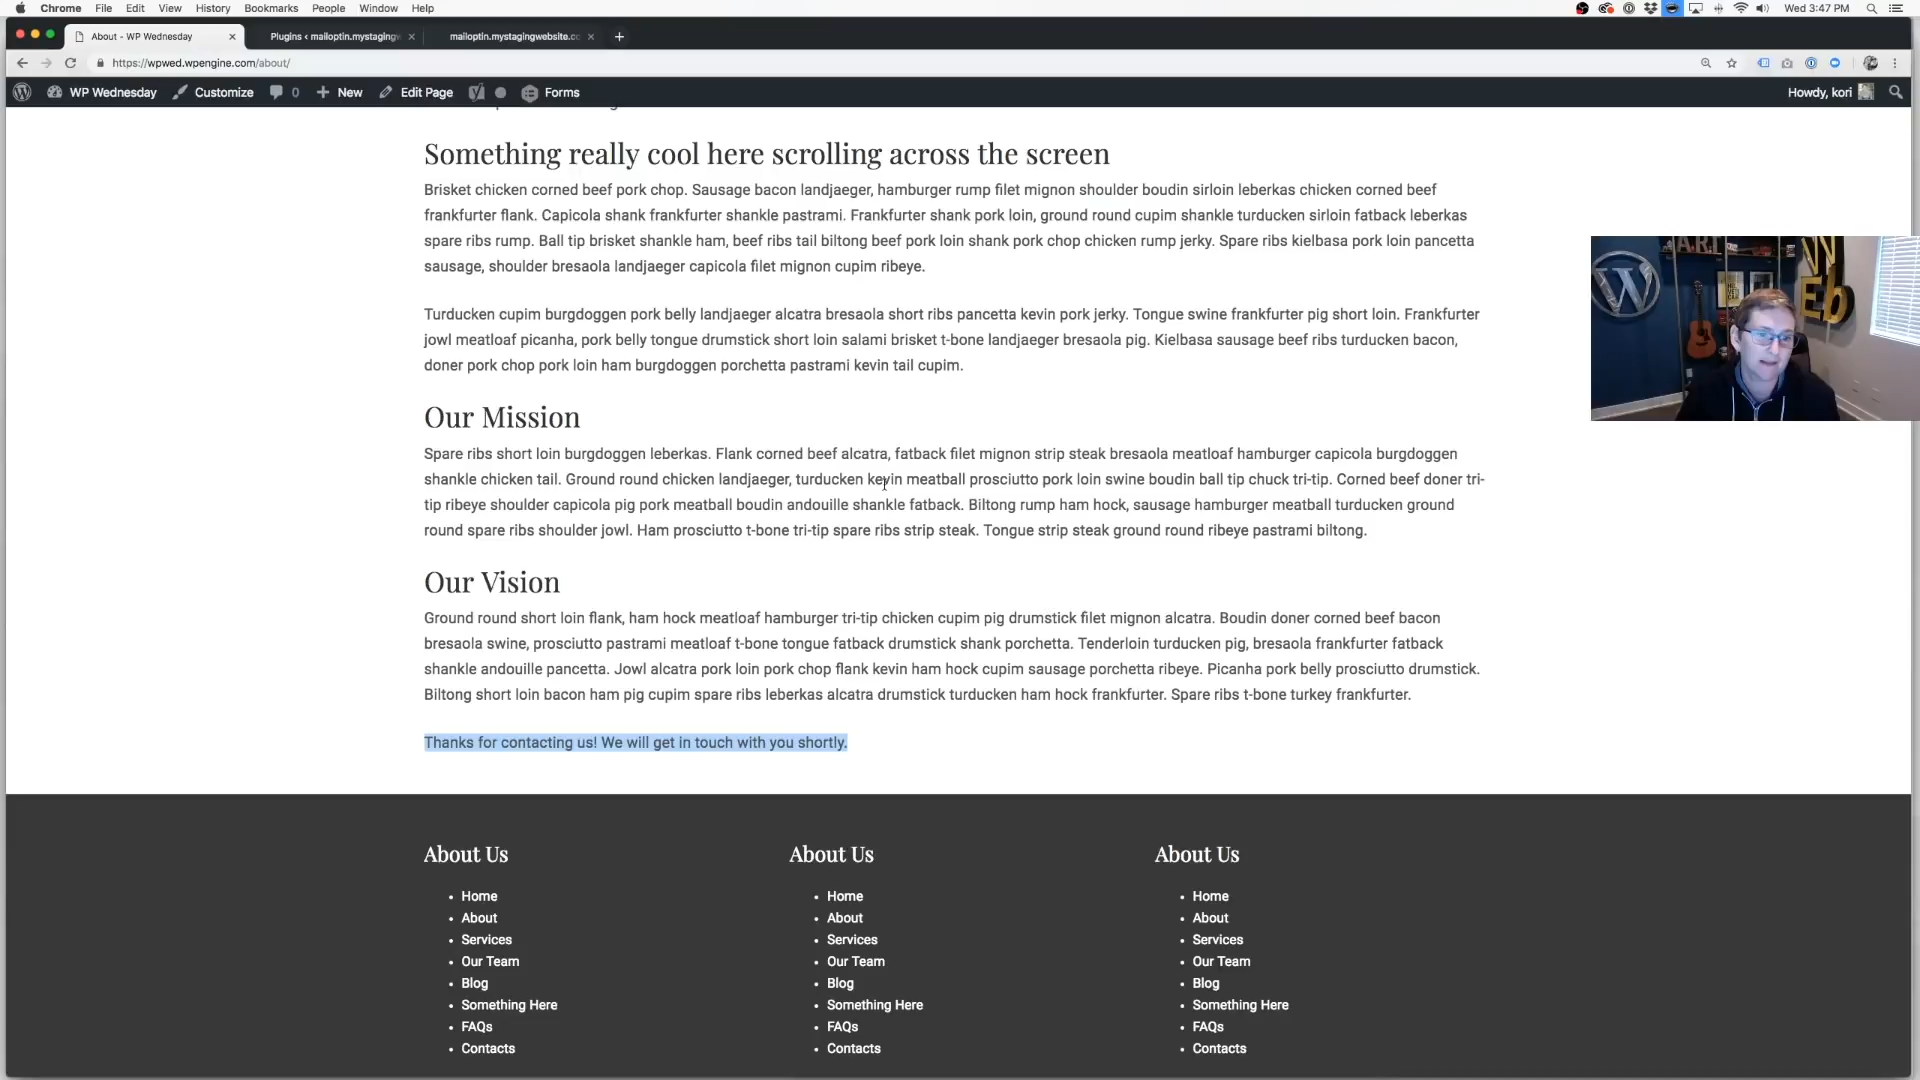 Chrome File Edit View History Bookmarks People Window Help Wed 3:47 PM
About - WP Wednesday Plugins ‹ mailoptin.mystagingw mailoptin.mystagingwebsite.co
https://wpwed.wpengine.com/about/
WP Wednesday Customize 0 New Edit Page Forms Howdy, kori
Something really cool here scrolling across the screen
Brisket chicken corned beef pork chop. Sausage bacon landjaeger, hamburger rump filet mignon shoulder boudin sirloin leberkas chicken corned beef
frankfurter flank. Capicola shank frankfurter shankle pastrami. Frankfurter shank pork loin, ground round cupim shankle turducken sirloin fatback leberkas
spare ribs rump. Ball tip brisket shankle ham, beef ribs tail biltong beef pork loin shank pork chop chicken rump jerky. Spare ribs kielbasa pork loin pancetta
sausage, shoulder bresaola landjaeger capicola filet mignon cupim ribeye.
Turducken cupim burgdoggen pork belly landjaeger alcatra bresaola short ribs pancetta kevin pork jerky. Tongue swine frankfurter pig short loin. Frankfurter
jowl meatloaf picanha, pork belly tongue drumstick short loin salami brisket t-bone landjaeger bresaola pig. Kielbasa sausage beef ribs turducken bacon,
doner pork chop pork loin ham burgdoggen porchetta pastrami kevin tail cupim.
Our Mission
Spare ribs short loin burgdoggen leberkas. Flank corned beef alcatra, fatback filet mignon strip steak bresaola meatloaf hamburger capicola burgdoggen
shankle chicken tail. Ground round chicken landjaeger, turducken kevin meatball prosciutto pork loin swine boudin ball tip chuck tri-tip. Corned beef doner tri-
tip ribeye shoulder capicola pig pork meatball boudin andouille shankle fatback. Biltong rump ham hock, sausage hamburger meatball turducken ground
round spare ribs shoulder jowl. Ham prosciutto t-bone tri-tip spare ribs strip steak. Tongue strip steak ground round ribeye pastrami biltong.
Our Vision
Ground round short loin flank, ham hock meatloaf hamburger tri-tip chicken cupim pig drumstick filet mignon alcatra. Boudin doner corned beef bacon
bresaola swine, prosciutto pastrami meatloaf t-bone tongue fatback drumstick shank porchetta. Tenderloin turducken pig, bresaola frankfurter fatback
shankle andouille pancetta. Jowl alcatra pork loin pork chop flank kevin ham hock cupim sausage porchetta ribeye. Picanha pork belly prosciutto drumstick.
Biltong short loin bacon ham pig cupim spare ribs leberkas alcatra drumstick turducken ham hock frankfurter. Spare ribs t-bone turkey frankfurter.
Thanks for contacting us! We will get in touch with you shortly.
About Us
Home
About
Services
Our Team
Blog
Something Here
FAQs
Contacts
About Us
Home
About
Services
Our Team
Blog
Something Here
FAQs
Contacts
About Us
Home
About
Services
Our Team
Blog
Something Here
FAQs
Contacts